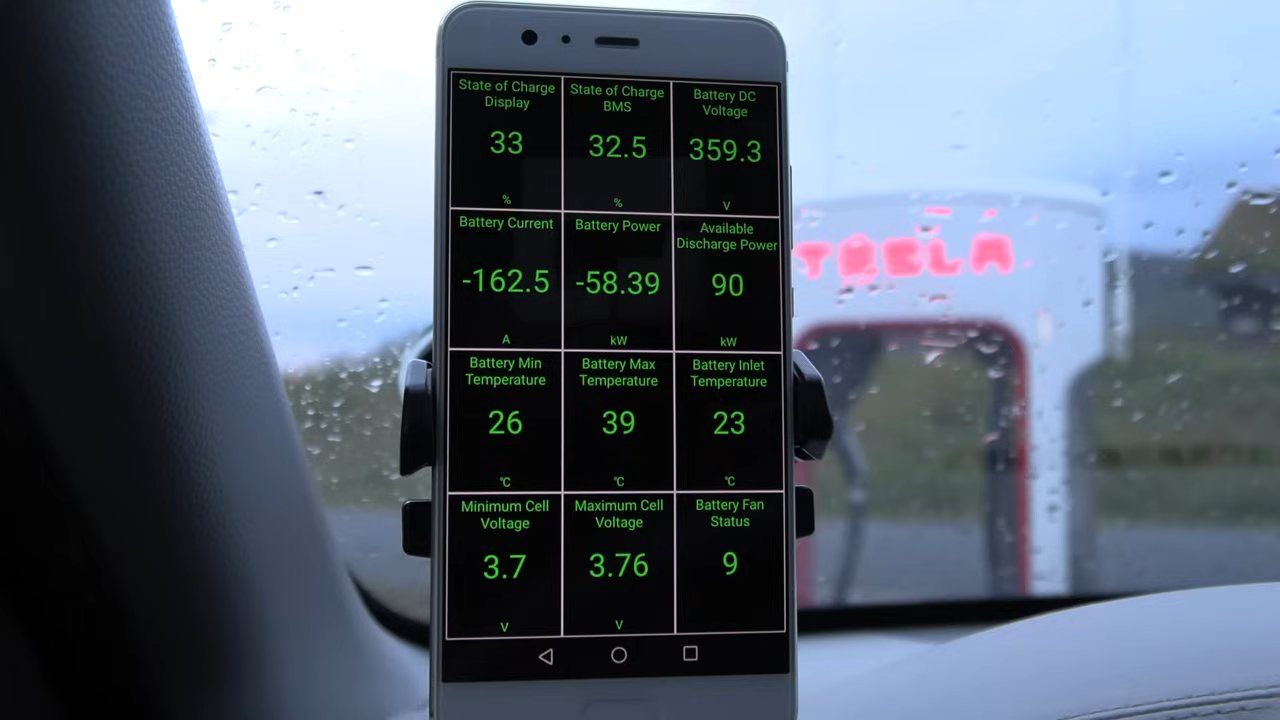 State of Charge
Display
33
%
State of Charge
BMS
32.5
%
Battery DC
Voltage
359.3
V
Battery Current
-162.5
A
Battery Power
-58.39
kW
Available
Discharge Power
90
kW
Battery Min
Temperature
26
°C
Battery Max
Temperature
39
°C
Battery Inlet
Temperature
23
°C
Minimum Cell
Voltage
3.7
V
Maximum Cell
Voltage
3.76
V
Battery Fan
Status
9
TESLA